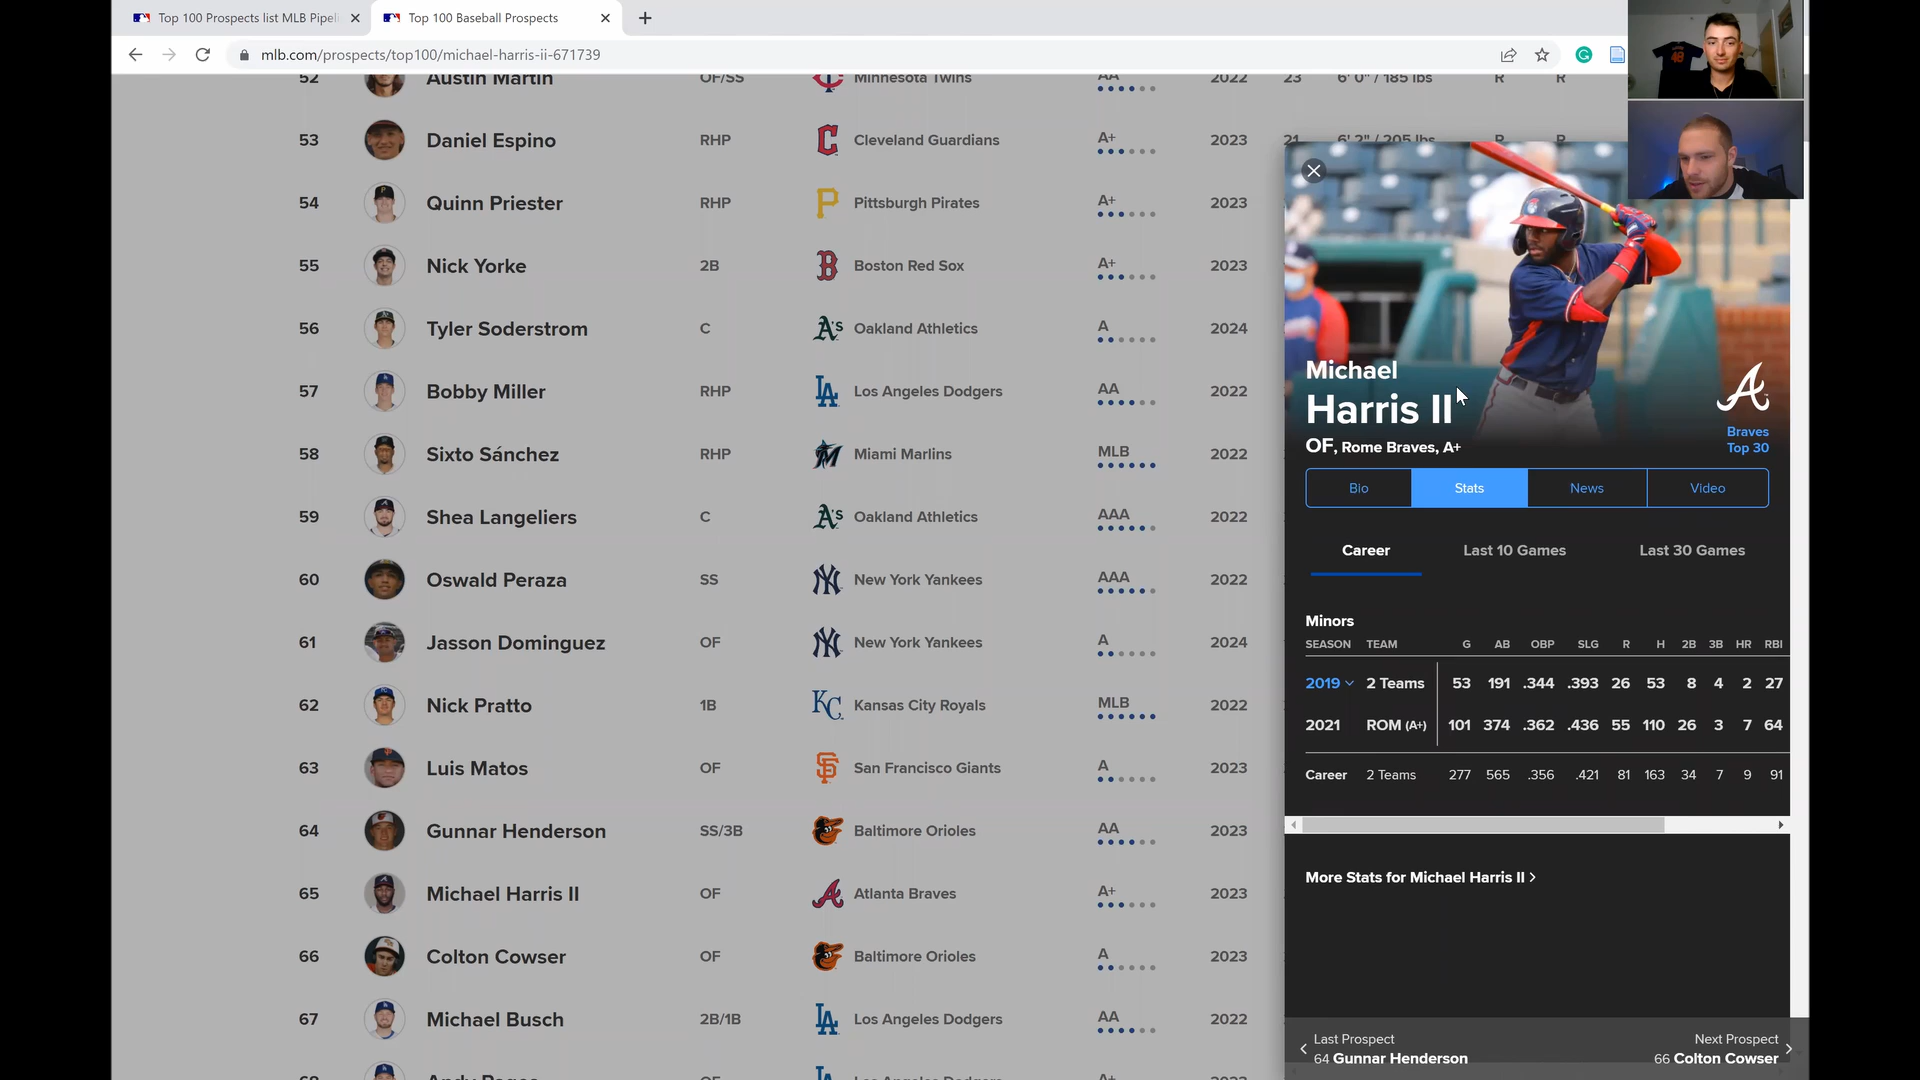 Top 100 Prospects list MLB Pipeli
Top 100 Baseball Prospects
mlb.com/prospects/top100/michael-harris-ii-671739
52 Austin Martin OF/SS Minnesota Twins AA 2022 23 6' 0" / 185 lbs R R
53 Daniel Espino RHP Cleveland Guardians A+ 2023 21 6' 2" / 205 lbs R R
54 Quinn Priester RHP Pittsburgh Pirates A+ 2023
55 Nick Yorke 2B Boston Red Sox A+ 2023
56 Tyler Soderstrom C Oakland Athletics A 2024
57 Bobby Miller RHP Los Angeles Dodgers AA 2022
58 Sixto Sánchez RHP Miami Marlins MLB 2022
59 Shea Langeliers C Oakland Athletics AAA 2022
60 Oswald Peraza SS New York Yankees AAA 2022
61 Jasson Dominguez OF New York Yankees A 2024
62 Nick Pratto 1B Kansas City Royals MLB 2022
63 Luis Matos OF San Francisco Giants A 2023
64 Gunnar Henderson SS/3B Baltimore Orioles AA 2023
65 Michael Harris II OF Atlanta Braves A+ 2023
66 Colton Cowser OF Baltimore Orioles A 2023
67 Michael Busch 2B/1B Los Angeles Dodgers AA 2022
Michael
Harris II
OF, Rome Braves, A+
Braves
Top 30
Bio Stats News Video
Career Last 10 Games Last 30 Games
Minors
SEASON TEAM G AB OBP SLG R H 2B 3B HR RBI
2019 2 Teams 53 191 .344 .393 26 53 8 4 2 27
2021 ROM (A+) 101 374 .362 .436 55 110 26 3 7 64
Career 2 Teams 277 565 .356 .421 81 163 34 7 9 91
More Stats for Michael Harris II
Last Prospect
64 Gunnar Henderson
Next Prospect
66 Colton Cowser